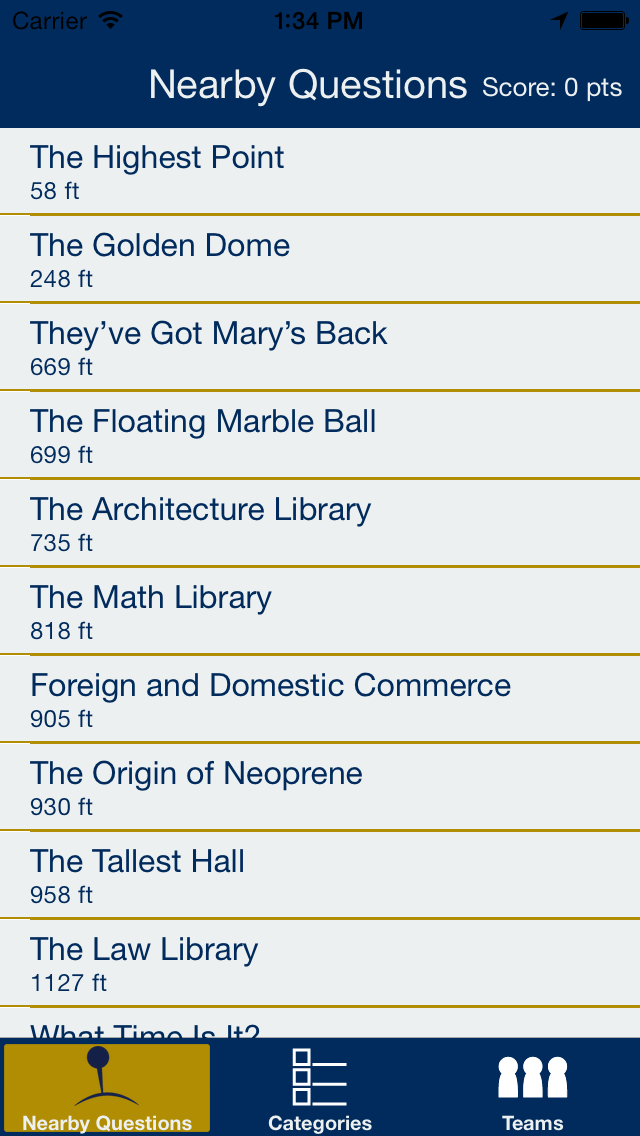 Carrier 1:34 PM
Nearby Questions Score: 0 pts
The Highest Point
58 ft
The Golden Dome
248 ft
They’ve Got Mary’s Back
669 ft
The Floating Marble Ball
699 ft
The Architecture Library
735 ft
The Math Library
818 ft
Foreign and Domestic Commerce
905 ft
The Origin of Neoprene
930 ft
The Tallest Hall
958 ft
The Law Library
1127 ft
What Time Is It?
Nearby Questions Categories Teams